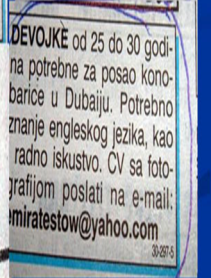 DEVOJKE od 25 do 30 godi-
na potrebne za posao kono-
barice u Dubaiju. Potrebno
znanje engleskog jezika, kao
radno iskustvo. CV sa foto-
grafijom poslati na e-mail:
emiratestow@yahoo.com
30-297-5